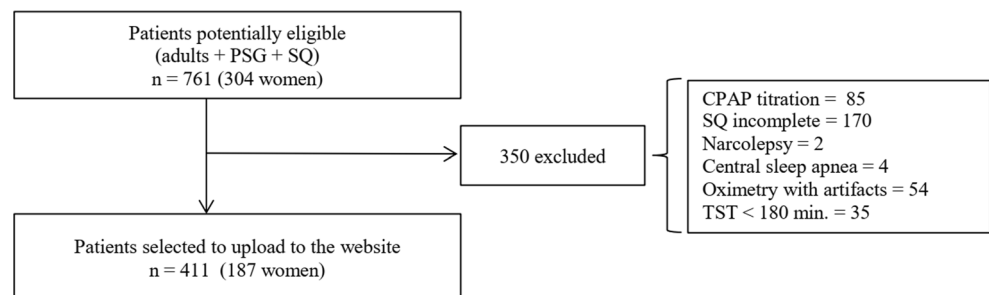 Patients potentially eligible
(adults + PSG + SQ)
n = 761 (304 women)
350 excluded
CPAP titration = 85
SQ incomplete = 170
Narcolepsy = 2
Central sleep apnea = 4
Oximetry with artifacts = 54
TST < 180 min. = 35
Patients selected to upload to the website
n = 411 (187 women)